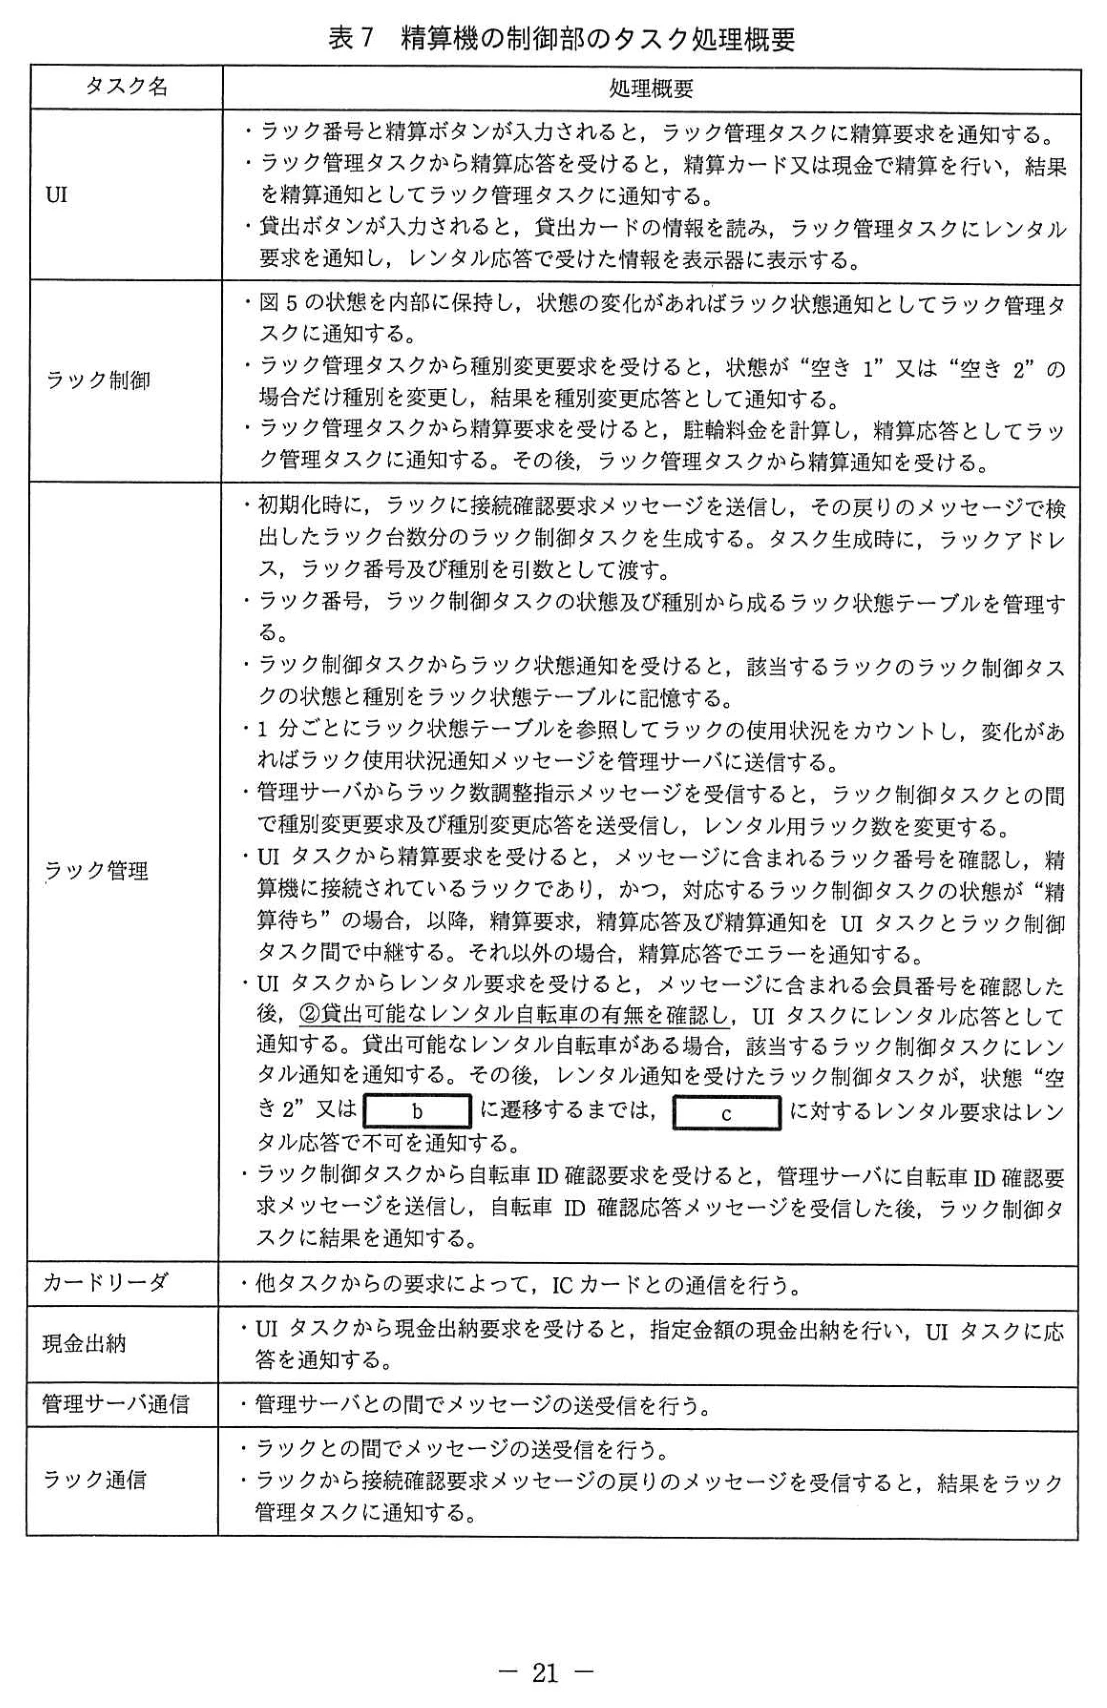 表7 精算機の制御部のタスク処理概要
タスク名
処理概要
UI
・ラック番号と精算ボタンが入力されると，ラック管理タスクに精算要求を通知する。
・ラック管理タスクから精算応答を受けると，精算カード又は現金で精算を行い，結果
を精算通知としてラック管理タスクに通知する。
・貸出ボタンが入力されると，貸出カードの情報を読み，ラック管理タスクにレンタル
要求を通知し，レンタル応答で受けた情報を表示器に表示する。
ラック制御
・図5の状態を内部に保持し，状態の変化があればラック状態通知としてラック管理タ
スクに通知する。
・ラック管理タスクから種別変更要求を受けると，状態が“空き 1”又は“空き 2”の
場合だけ種別を変更し，結果を種別変更応答として通知する。
・ラック管理タスクから精算要求を受けると，駐輪料金を計算し，精算応答としてラッ
ク管理タスクに通知する。その後，ラック管理タスクから精算通知を受ける。
ラック管理
・初期化時に，ラックに接続確認要求メッセージを送信し，その戻りのメッセージで検
出したラック台数分のラック制御タスクを生成する。タスク生成時に，ラックアドレ
ス，ラック番号及び種別を引数として渡す。
・ラック番号，ラック制御タスクの状態及び種別から成るラック状態テーブルを管理す
る。
・ラック制御タスクからラック状態通知を受けると，該当するラックのラック制御タス
クの状態と種別をラック状態テーブルに記憶する。
・1 分ごとにラック状態テーブルを参照してラックの使用状況をカウントし，変化があ
ればラック使用状況通知メッセージを管理サーバに送信する。
・管理サーバからラック数調整指示メッセージを受信すると，ラック制御タスクとの間
で種別変更要求及び種別変更応答を送受信し，レンタル用ラック数を変更する。
・UI タスクから精算要求を受けると，メッセージに含まれるラック番号を確認し，精
算機に接続されているラックであり，かつ，対応するラック制御タスクの状態が“精
算待ち”の場合，以降，精算要求，精算応答及び精算通知を UI タスクとラック制御
タスク間で中継する。それ以外の場合，精算応答でエラーを通知する。
・UI タスクからレンタル要求を受けると，メッセージに含まれる会員番号を確認した
後，②貸出可能なレンタル自転車の有無を確認し，UI タスクにレンタル応答として
通知する。貸出可能なレンタル自転車がある場合，該当するラック制御タスクにレン
タル通知を通知する。その後，レンタル通知を受けたラック制御タスクが，状態“空
き 2”又は b に遷移するまでは， c に対するレンタル要求はレン
タル応答で不可を通知する。
・ラック制御タスクから自転車 ID 確認要求を受けると，管理サーバに自転車 ID 確認要
求メッセージを送信し，自転車 ID 確認応答メッセージを受信した後，ラック制御タ
スクに結果を通知する。
カードリーダ
・他タスクからの要求によって，IC カードとの通信を行う。
現金出納
・UI タスクから現金出納要求を受けると，指定金額の現金出納を行い，UI タスクに応
答を通知する。
管理サーバ通信
・管理サーバとの間でメッセージの送受信を行う。
ラック通信
・ラックとの間でメッセージの送受信を行う。
・ラックから接続確認要求メッセージの戻りのメッセージを受信すると，結果をラック
管理タスクに通知する。
－ 21 －